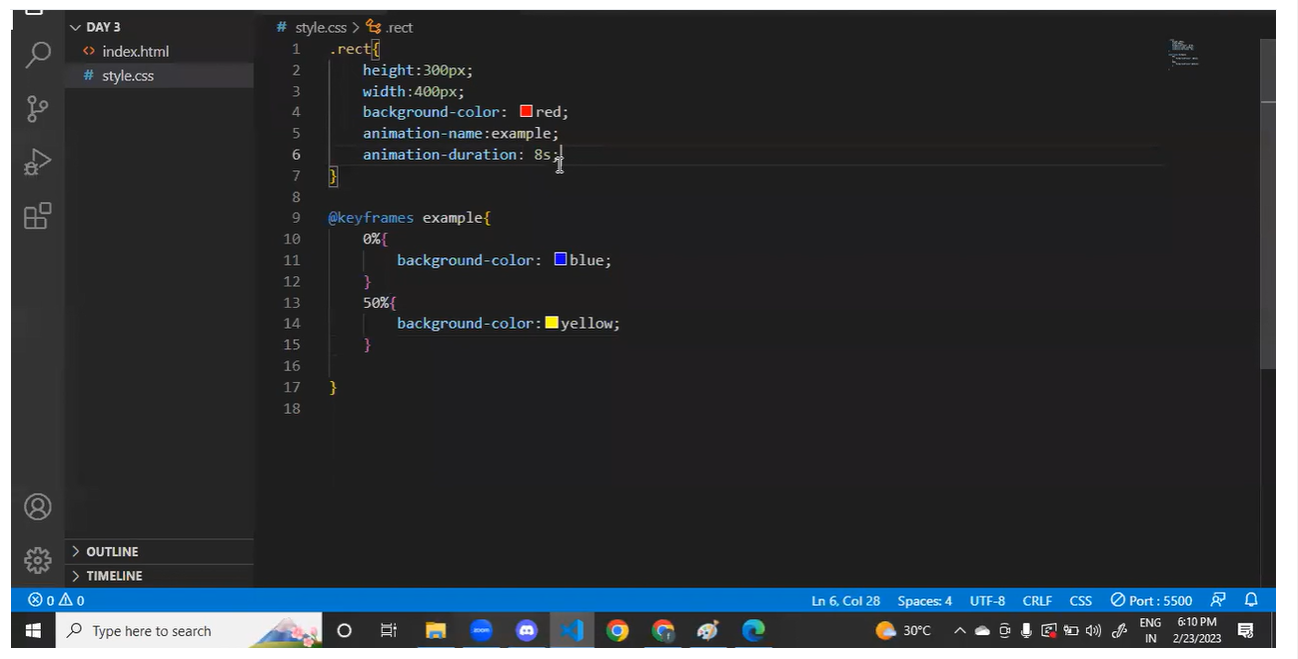 DAY 3
index.html
# style.css
# style.css > .rect
1 .rect{
2 height:300px;
3 width:400px;
4 background-color: red;
5 animation-name:example;
6 animation-duration: 8s;
7 }
8
9 @keyframes example{
10 0%{
11 background-color: blue;
12 }
13 50%{
14 background-color:yellow;
15 }
16
17 }
18
OUTLINE
TIMELINE
0 0 Ln 6, Col 28 Spaces: 4 UTF-8 CRLF CSS Port : 5500
Type here to search zoom 30°C ENG 6:10 PM
IN 2/23/2023